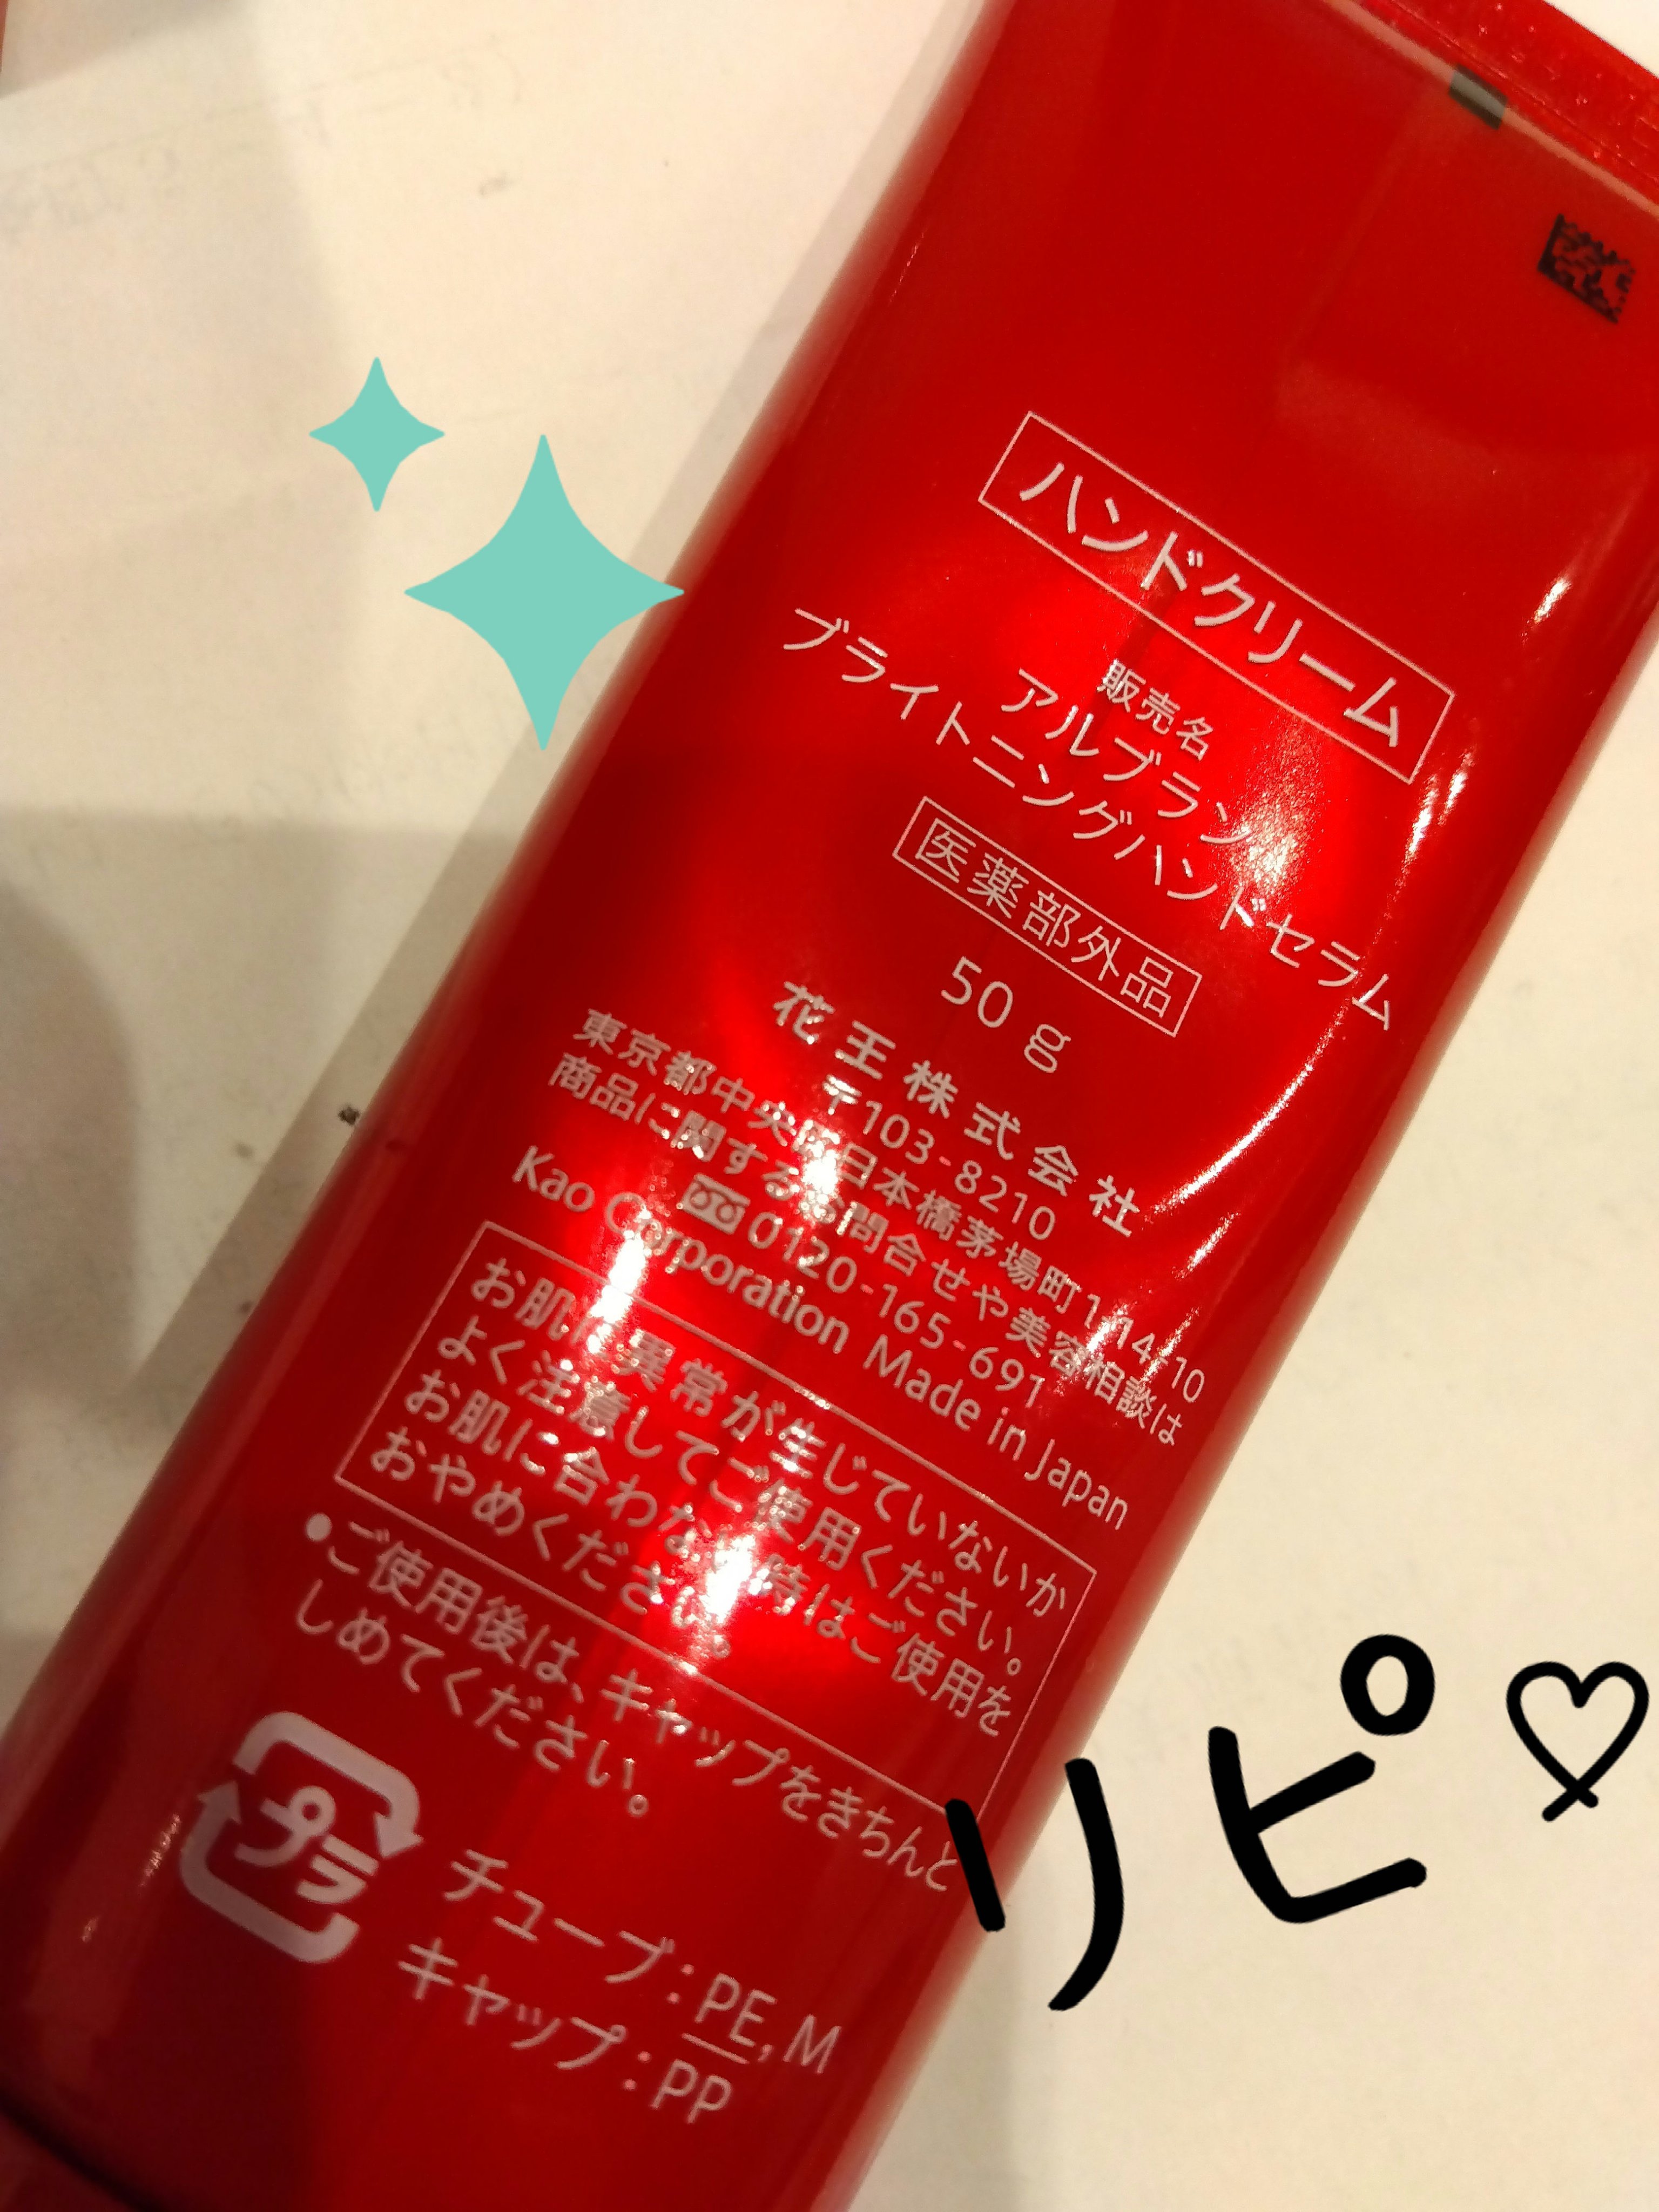 ハンドクリーム
販売名
アルブラン
ブライトニングハンドセラム
医薬部外品
50 g
花王株式会社
〒103-8210
東京都中央区日本橋茅場町1-14-10
商品に関するお問合せや美容相談は
0120-165-691
Kao Corporation Made in Japan
お肌に異常が生じていないか
よく注意してご使用ください。
お肌に合わない時はご使用を
おやめください。
●ご使用後は、キャップをきちんと
しめてください。
プラ
チューブ:PE,M
キャップ:PP
リピ♡